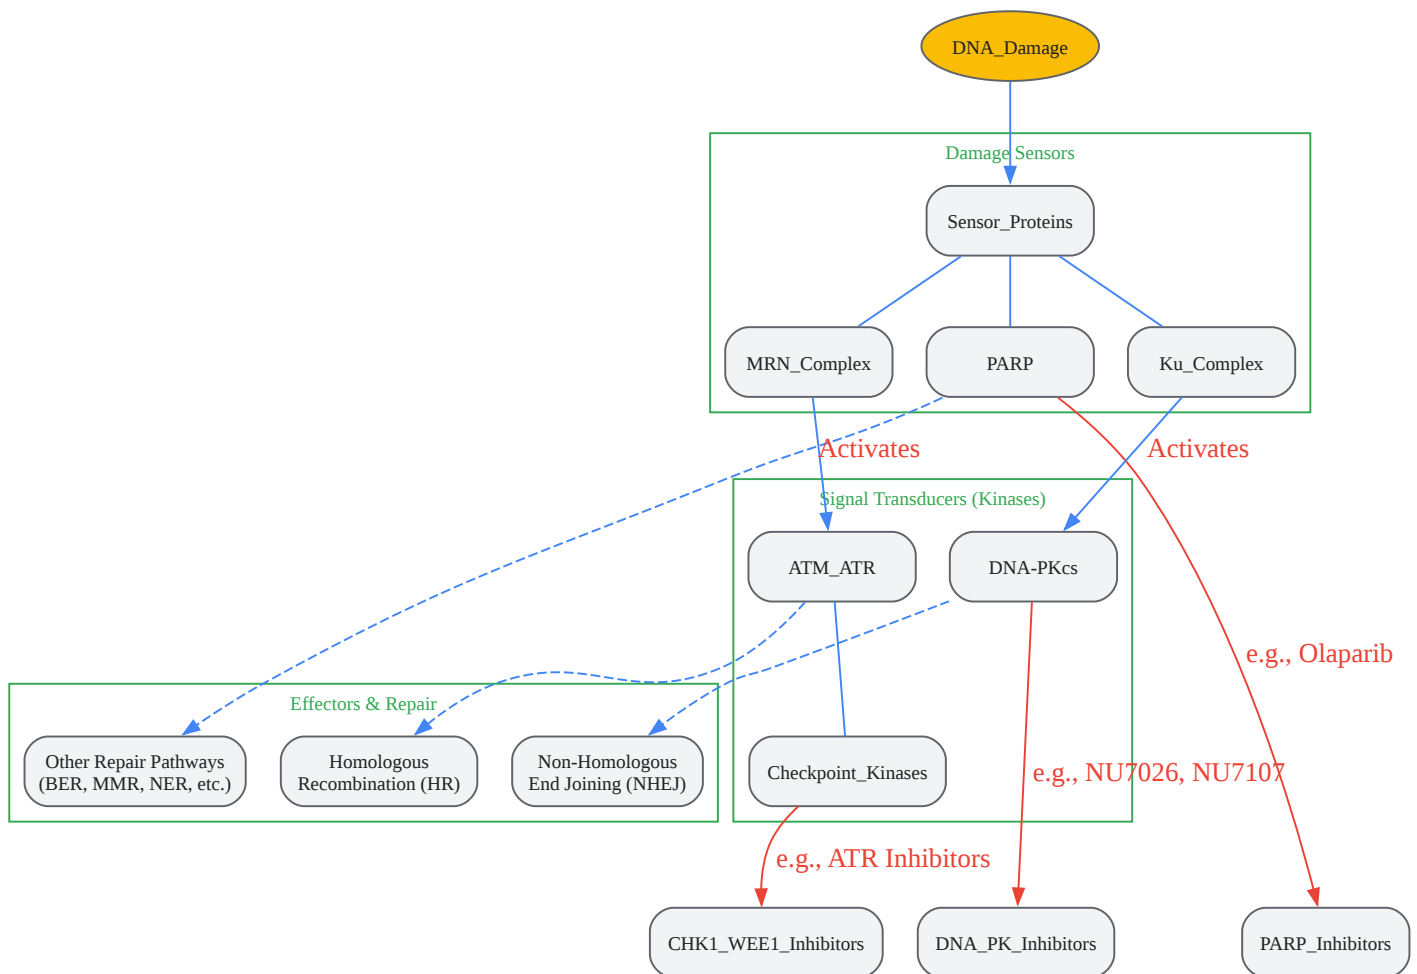 DNA_Damage
Damage Sensors
Sensor_Proteins
MRN_Complex
PARP
Ku_Complex
Activates
Activates
Signal Transducers (Kinases)
ATM_ATR
DNA-PKcs
e.g., Olaparib
Effectors & Repair
Other Repair Pathways
(BER, MMR, NER, etc.)
Homologous
Recombination (HR)
Non-Homologous
End Joining (NHEJ)
Checkpoint_Kinases
e.g., NU7026, NU7107
e.g., ATR Inhibitors
CHK1_WEE1_Inhibitors
DNA_PK_Inhibitors
PARP_Inhibitors